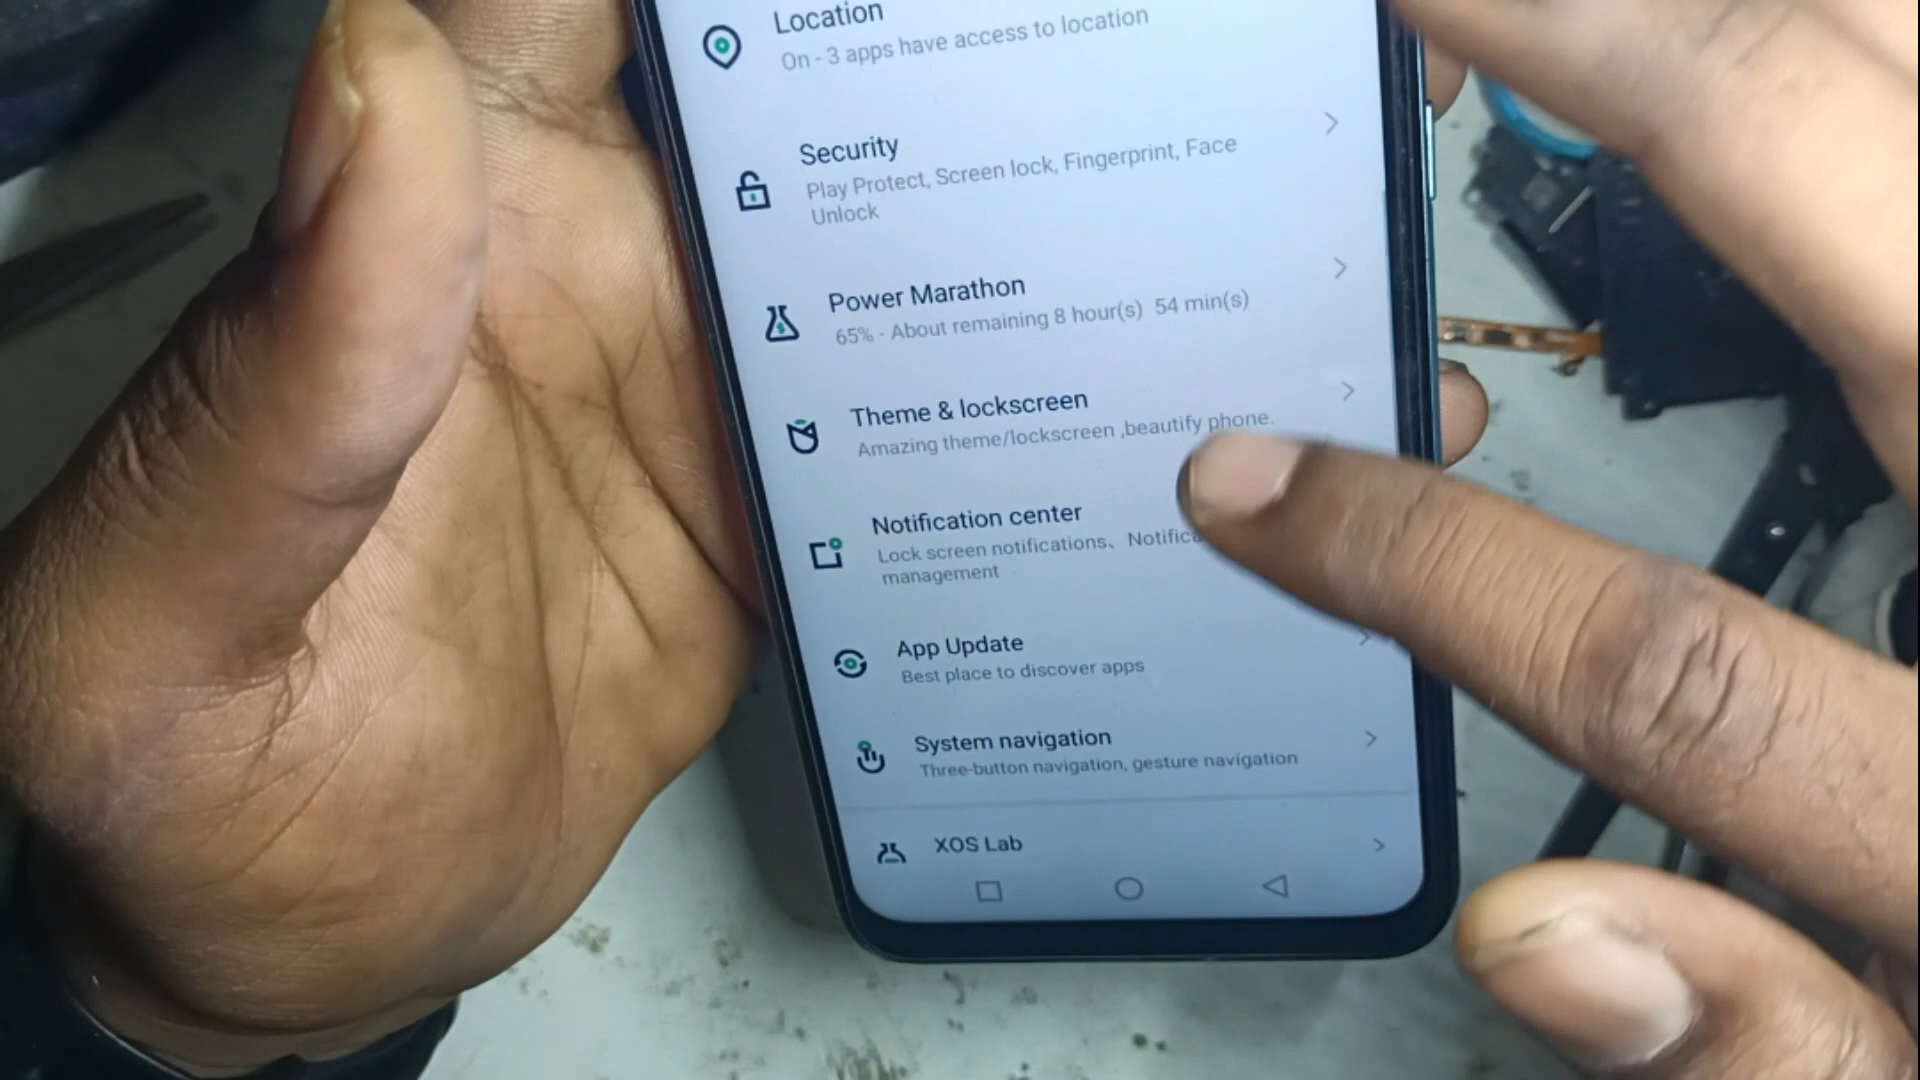 Location
On - 3 apps have access to location
Security
Play Protect, Screen lock, Fingerprint, Face
Unlock
Power Marathon
65% - About remaining 8 hour(s) 54 min(s)
Theme & lockscreen
Amazing theme/lockscreen ,beautify phone.
Notification center
Lock screen notifications、
management
App Update
Best place to discover apps
System navigation
Three-button navigation, gesture navigation
XOS Lab